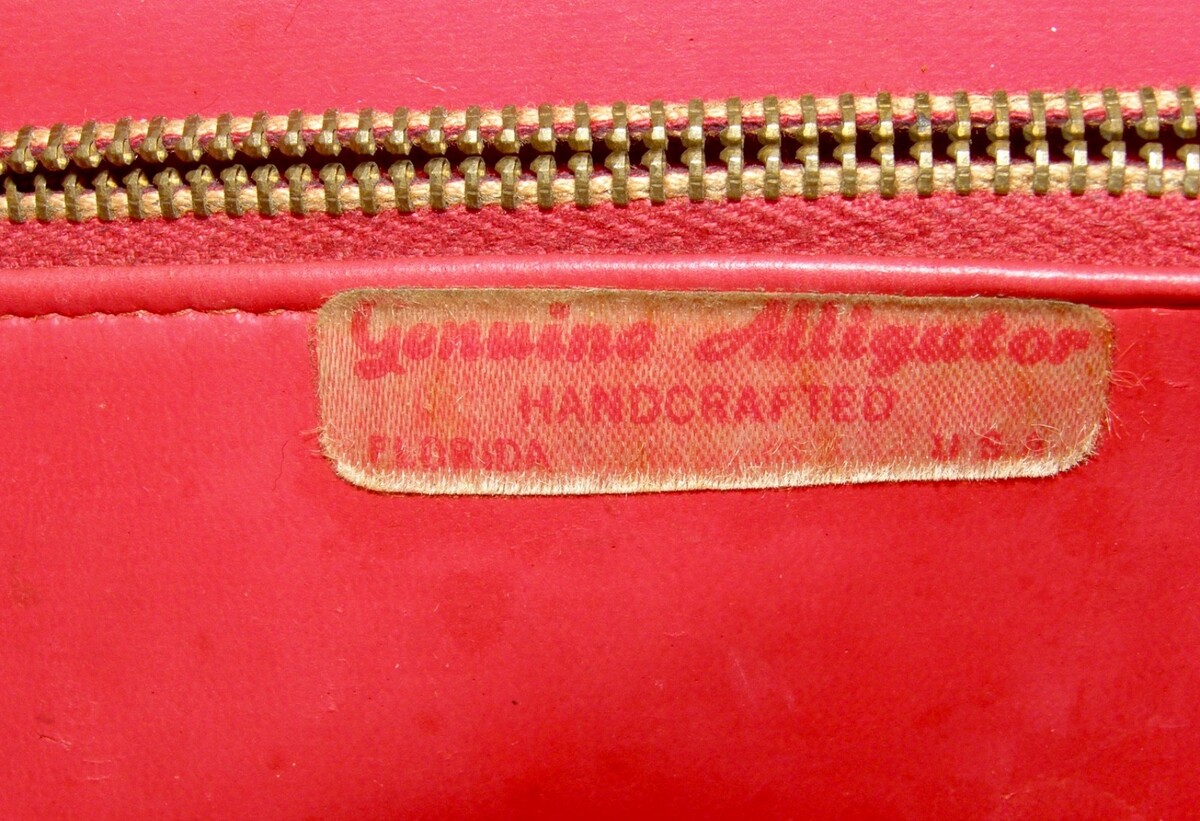 Genuine Alligator
HANDCRAFTED
FLORIDA U.S.A.